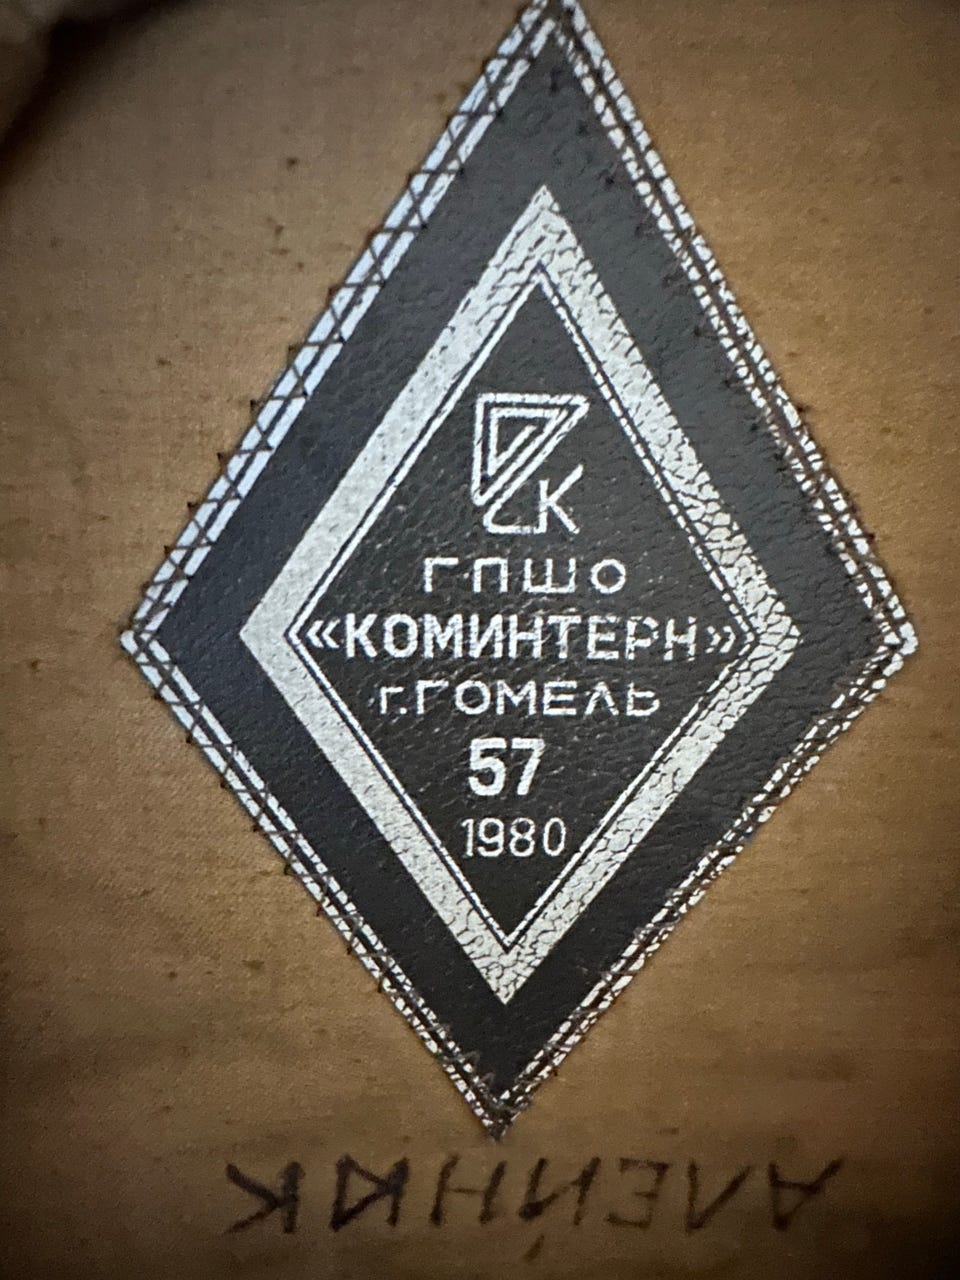 К
ГПШО
«КОМИНТЕРН»
г. ГОМЕЛЬ
57
1980
АЛЕЙНИК